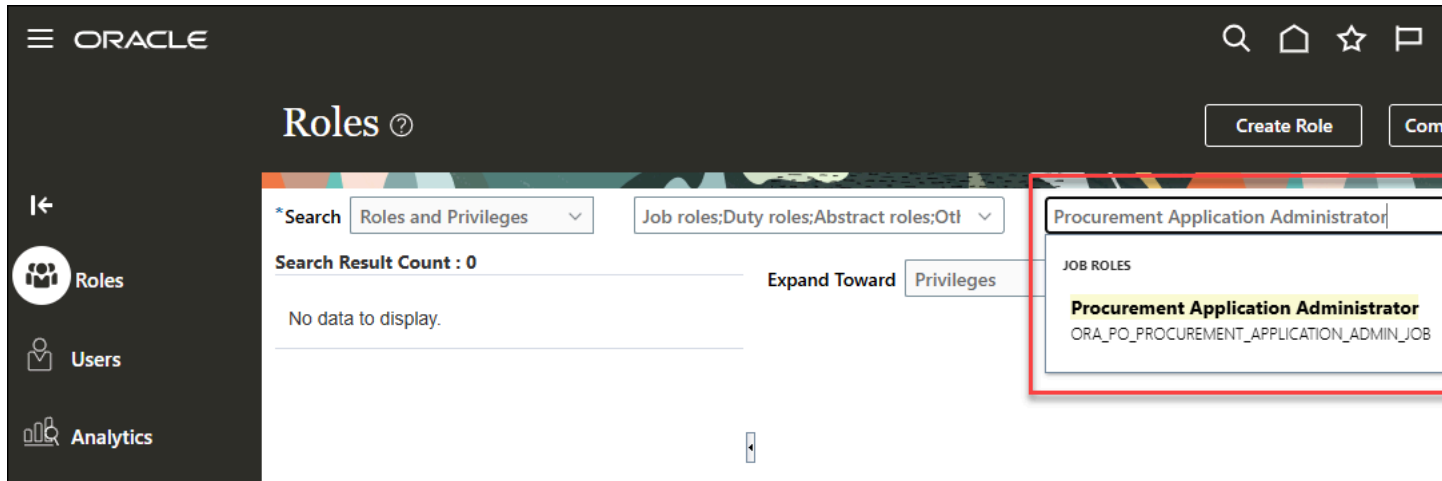 ORACLE
Roles
Create Role
Com
*Search
Roles and Privileges
Job roles;Duty roles;Abstract roles;Otl
Procurement Application Administrator
Search Result Count : 0
Expand Toward
Privileges
JOB ROLES
Procurement Application Administrator
ORA_PO_PROCUREMENT_APPLICATION_ADMIN_JOB
No data to display.
Roles
Users
Analytics